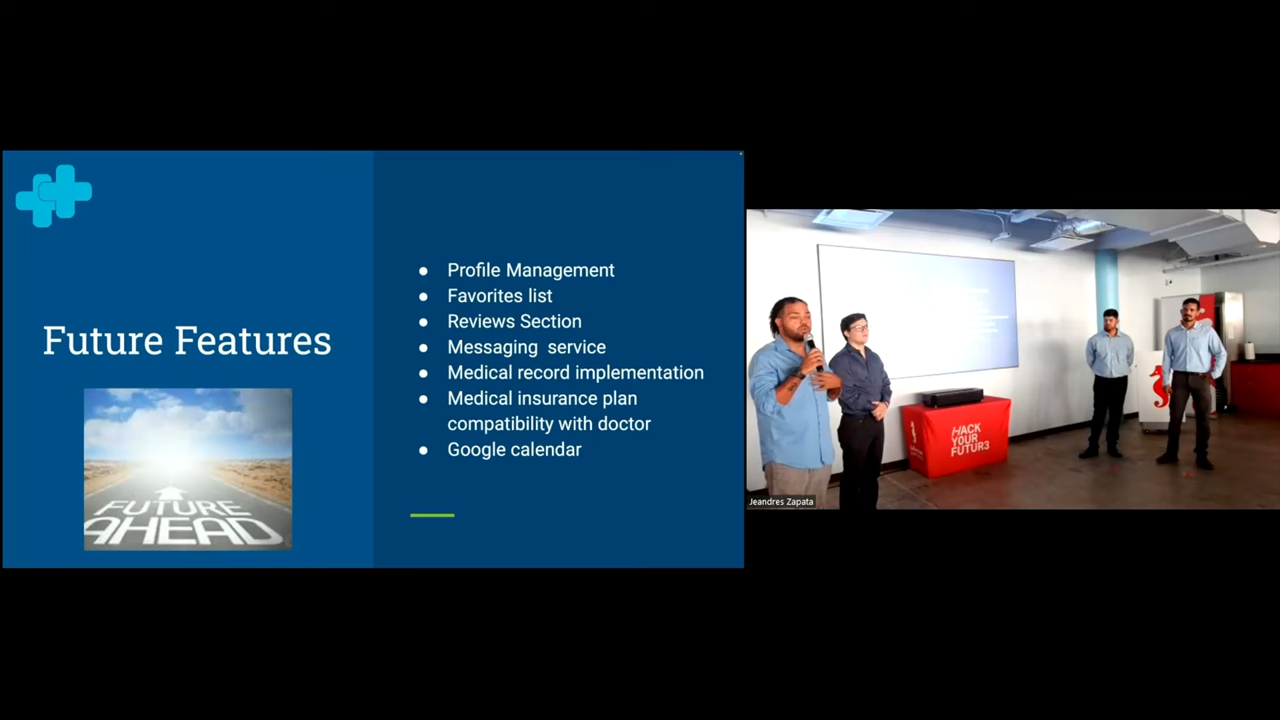 Future Features
FUTURE
AHEAD
Profile Management
Favorites list
Reviews Section
Messaging service
Medical record implementation
Medical insurance plan
compatibility with doctor
Google calendar
HACK
YOUR
FUTUR3
Jeandres Zapata